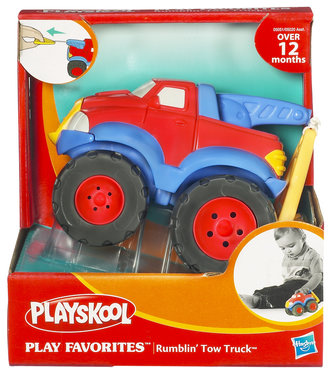 OVER
12
months
PLAYSKOOL
PLAY FAVORITES™ Rumblin' Tow Truck™
Hasbro